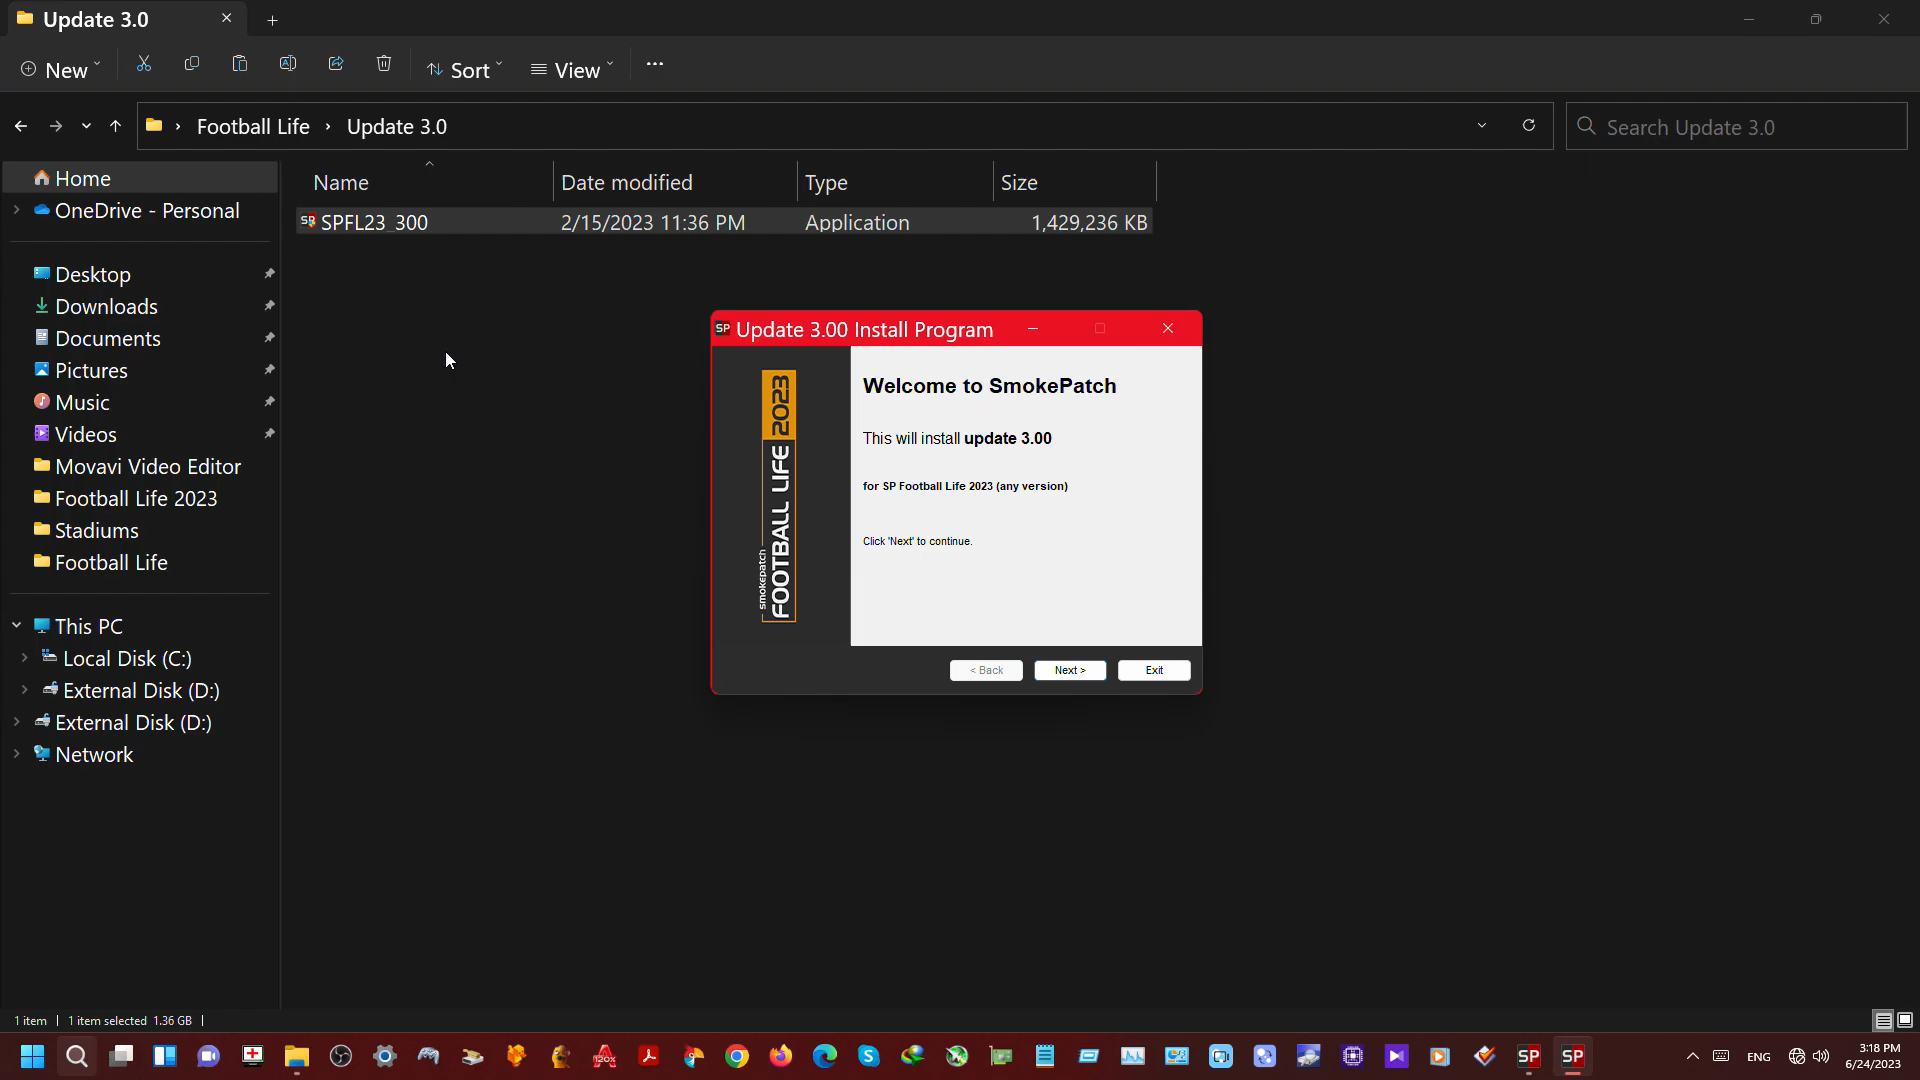 Update 3.0
New
Sort
View
Football Life
Update 3.0
Search Update 3.0
Name
Date modified
Type
Size
SPFL23_300
2/15/2023 11:36 PM
Application
1,429,236 KB
Home
OneDrive - Personal
Desktop
Downloads
Documents
Pictures
Music
Videos
Movavi Video Editor
Football Life 2023
Stadiums
Football Life
This PC
Local Disk (C:)
External Disk (D:)
External Disk (D:)
Network
SP Update 3.00 Install Program
smokepatch
FOOTBALL LIFE 2023
Welcome to SmokePatch
This will install update 3.00
for SP Football Life 2023 (any version)
Click 'Next' to continue.
< Back
Next >
Exit
1 item
1 item selected 1.36 GB
120X
SP
SP
ENG
3:18 PM
6/24/2023